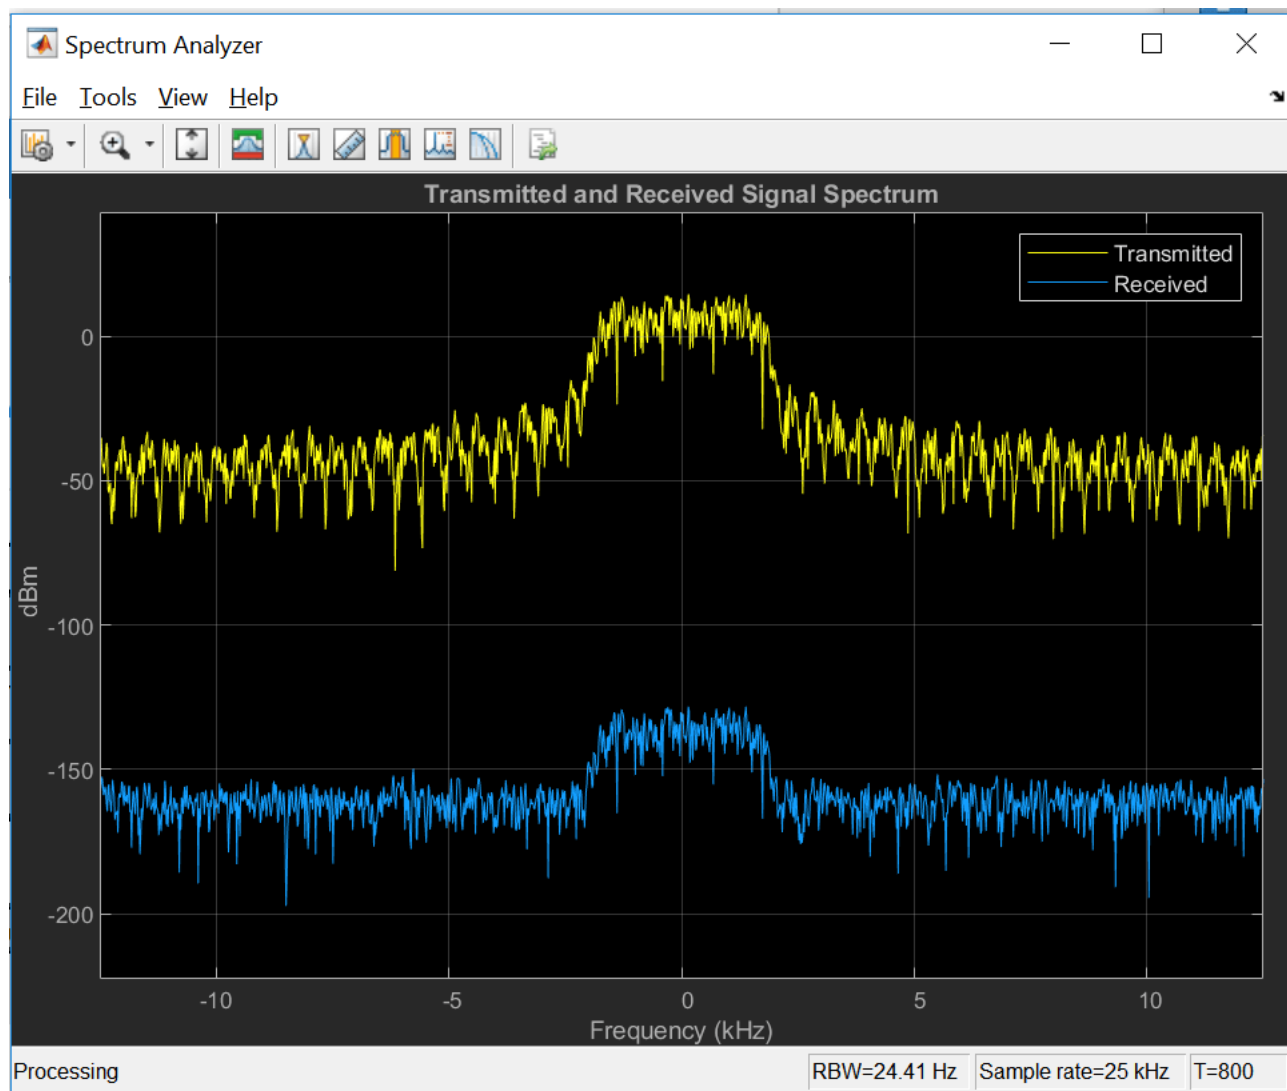 Spectrum Analyzer
File Tools View Help
Transmitted and Received Signal Spectrum
Transmitted
Received
0
-50
-100
-150
-200
dBm
-10 -5 0 5 10
Frequency (kHz)
Processing RBW=24.41 Hz Sample rate=25 kHz T=800